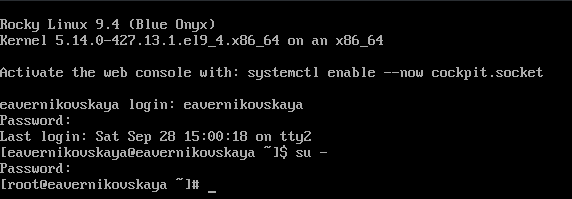 Rocky Linux 9.4 (Blue Onyx)
Kernel 5.14.0-427.13.1.el9_4.x86_64 on an x86_64
Activate the web console with: systemctl enable --now cockpit.socket
eavernikovskaya login: eavernikovskaya
Password:
Last login: Sat Sep 28 15:00:18 on tty2
[eavernikovskaya@eavernikovskaya ~]$ su -
Password:
[root@eavernikovskaya ~]# _